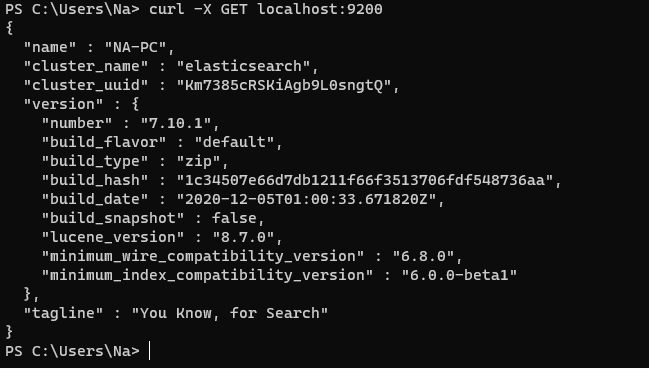 PS C:\Users\Na> curl -X GET localhost:9200
{
  "name" : "NA-PC",
  "cluster_name" : "elasticsearch",
  "cluster_uuid" : "Km7385cRSKiAgb9L0sngtQ",
  "version" : {
    "number" : "7.10.1",
    "build_flavor" : "default",
    "build_type" : "zip",
    "build_hash" : "1c34507e66d7db1211f66f3513706fdf548736aa",
    "build_date" : "2020-12-05T01:00:33.671820Z",
    "build_snapshot" : false,
    "lucene_version" : "8.7.0",
    "minimum_wire_compatibility_version" : "6.8.0",
    "minimum_index_compatibility_version" : "6.0.0-beta1"
  },
  "tagline" : "You Know, for Search"
}
PS C:\Users\Na>